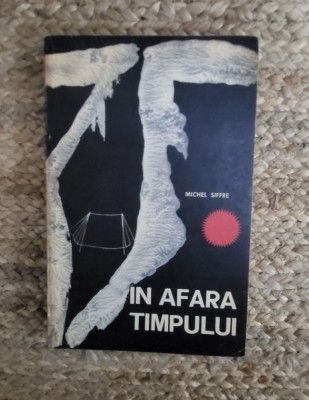 MICHEL SIFFRE
IN AFARA
TIMPULUI